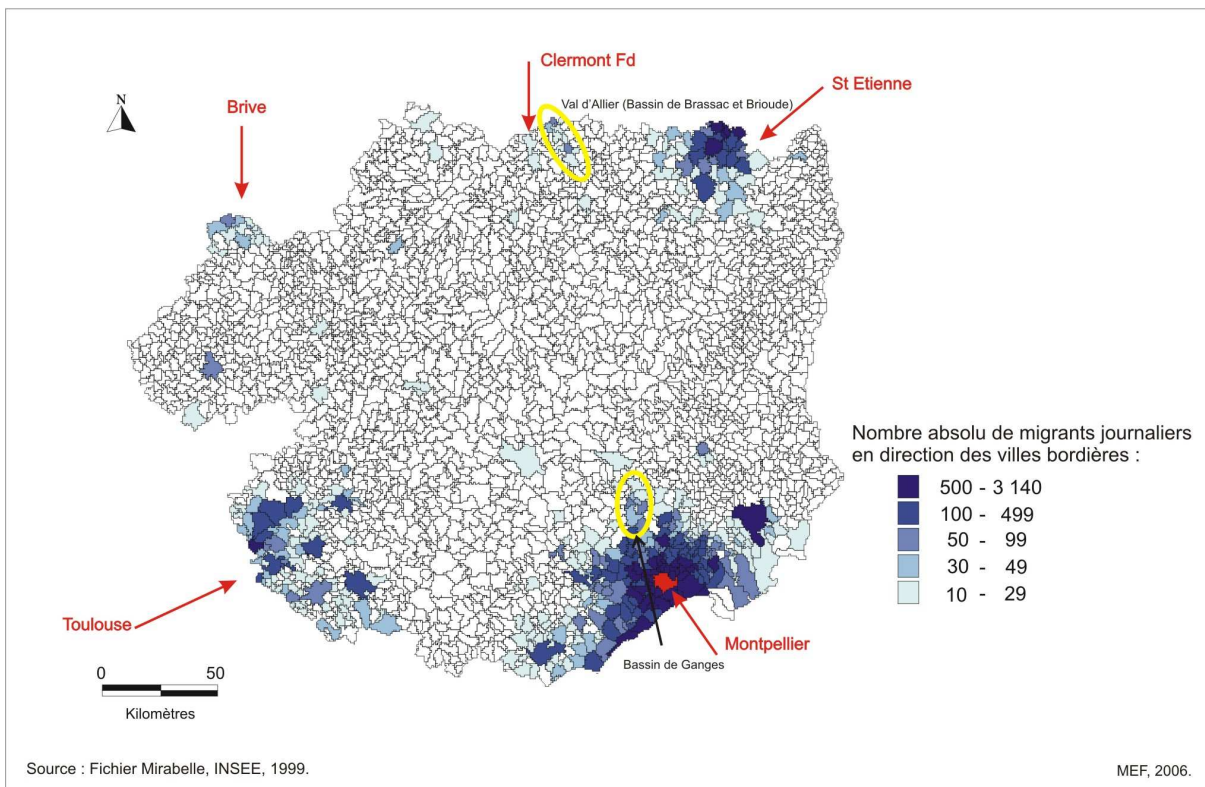 Clermont Fd
St Etienne
Val d'Allier (Bassin de Brassac et Brioude)
Brive
N
Nombre absolu de migrants journaliers
en direction des villes bordières :
500 - 3 140
100 - 499
50 - 99
30 - 49
10 - 29
Toulouse
Montpellier
Bassin de Ganges
0 50
Kilomètres
Source : Fichier Mirabelle, INSEE, 1999.
MEF, 2006.